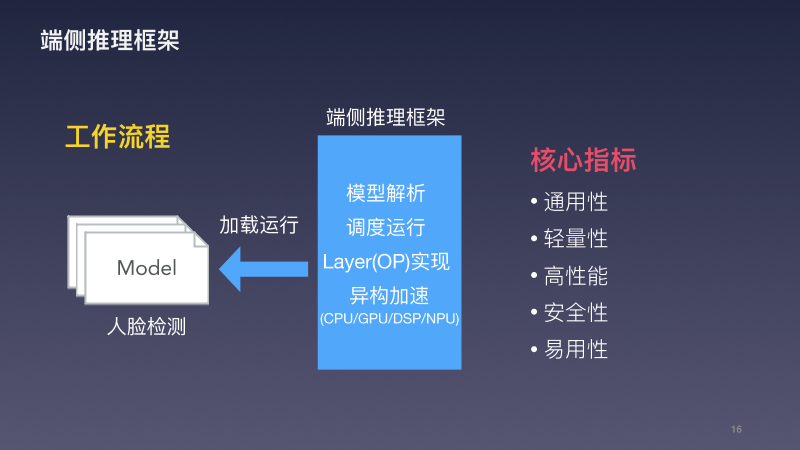 端侧推理框架
工作流程
Model
人脸检测
加载运行
端侧推理框架
模型解析
调度运行
Layer(OP)实现
异构加速
(CPU/GPU/DSP/NPU)
核心指标
• 通用性
• 轻量性
• 高性能
• 安全性
• 易用性
16